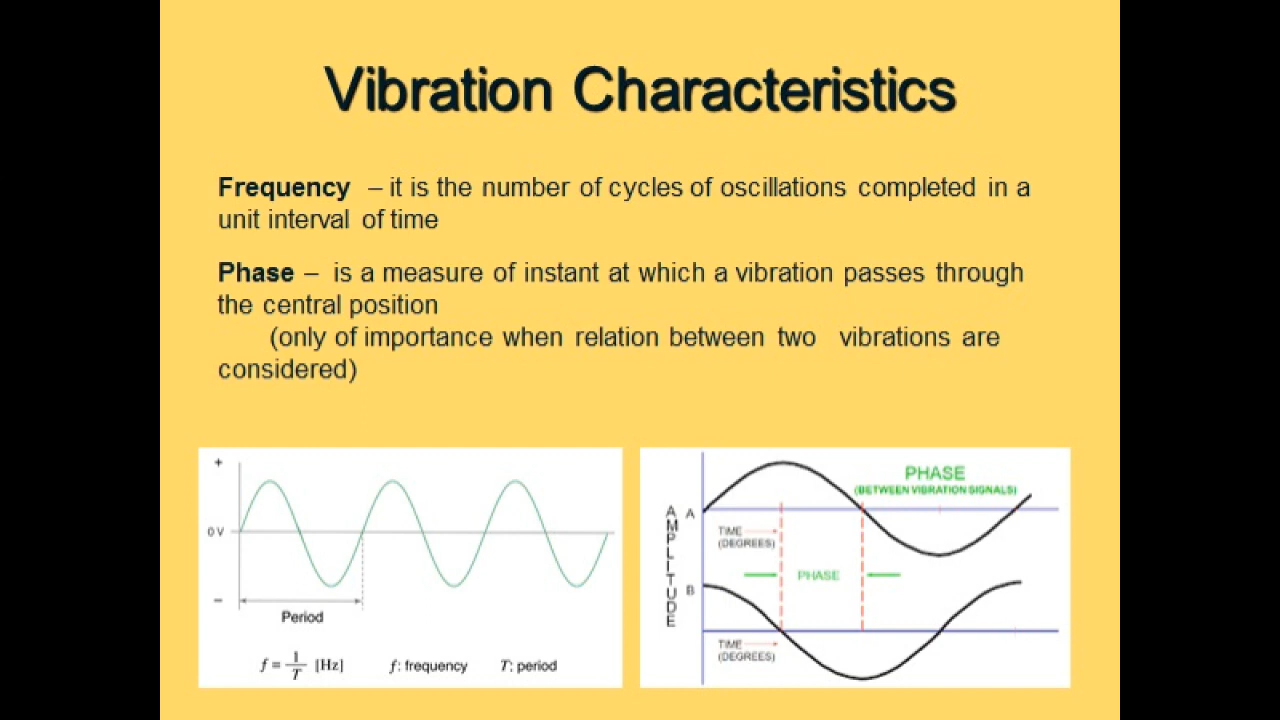 Vibration Characteristics
Frequency – it is the number of cycles of oscillations completed in a
unit interval of time
Phase – is a measure of instant at which a vibration passes through
the central position
(only of importance when relation between two vibrations are
considered)
+
0 V
–
Period
f = 1/T [Hz] f: frequency T: period
PHASE
(BETWEEN VIBRATION SIGNALS)
AMPLITUDE
A
TIME
(DEGREES)
PHASE
B
TIME
(DEGREES)